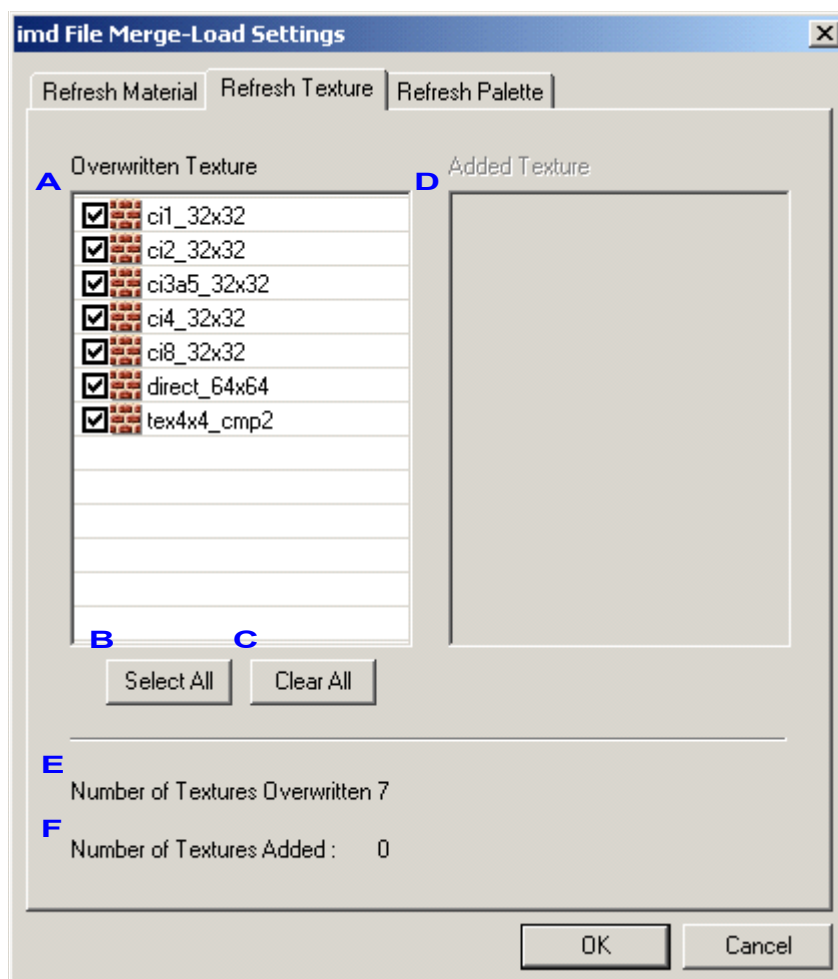 imd File Merge-Load Settings
Refresh Material Refresh Texture Refresh Palette
Overwritten Texture Added Texture
A D
ci1_32x32
ci2_32x32
ci3a5_32x32
ci4_32x32
ci8_32x32
direct_64x64
tex4x4_cmp2
B C
Select All Clear All
E
Number of Textures Overwritten 7
F
Number of Textures Added : 0
OK Cancel